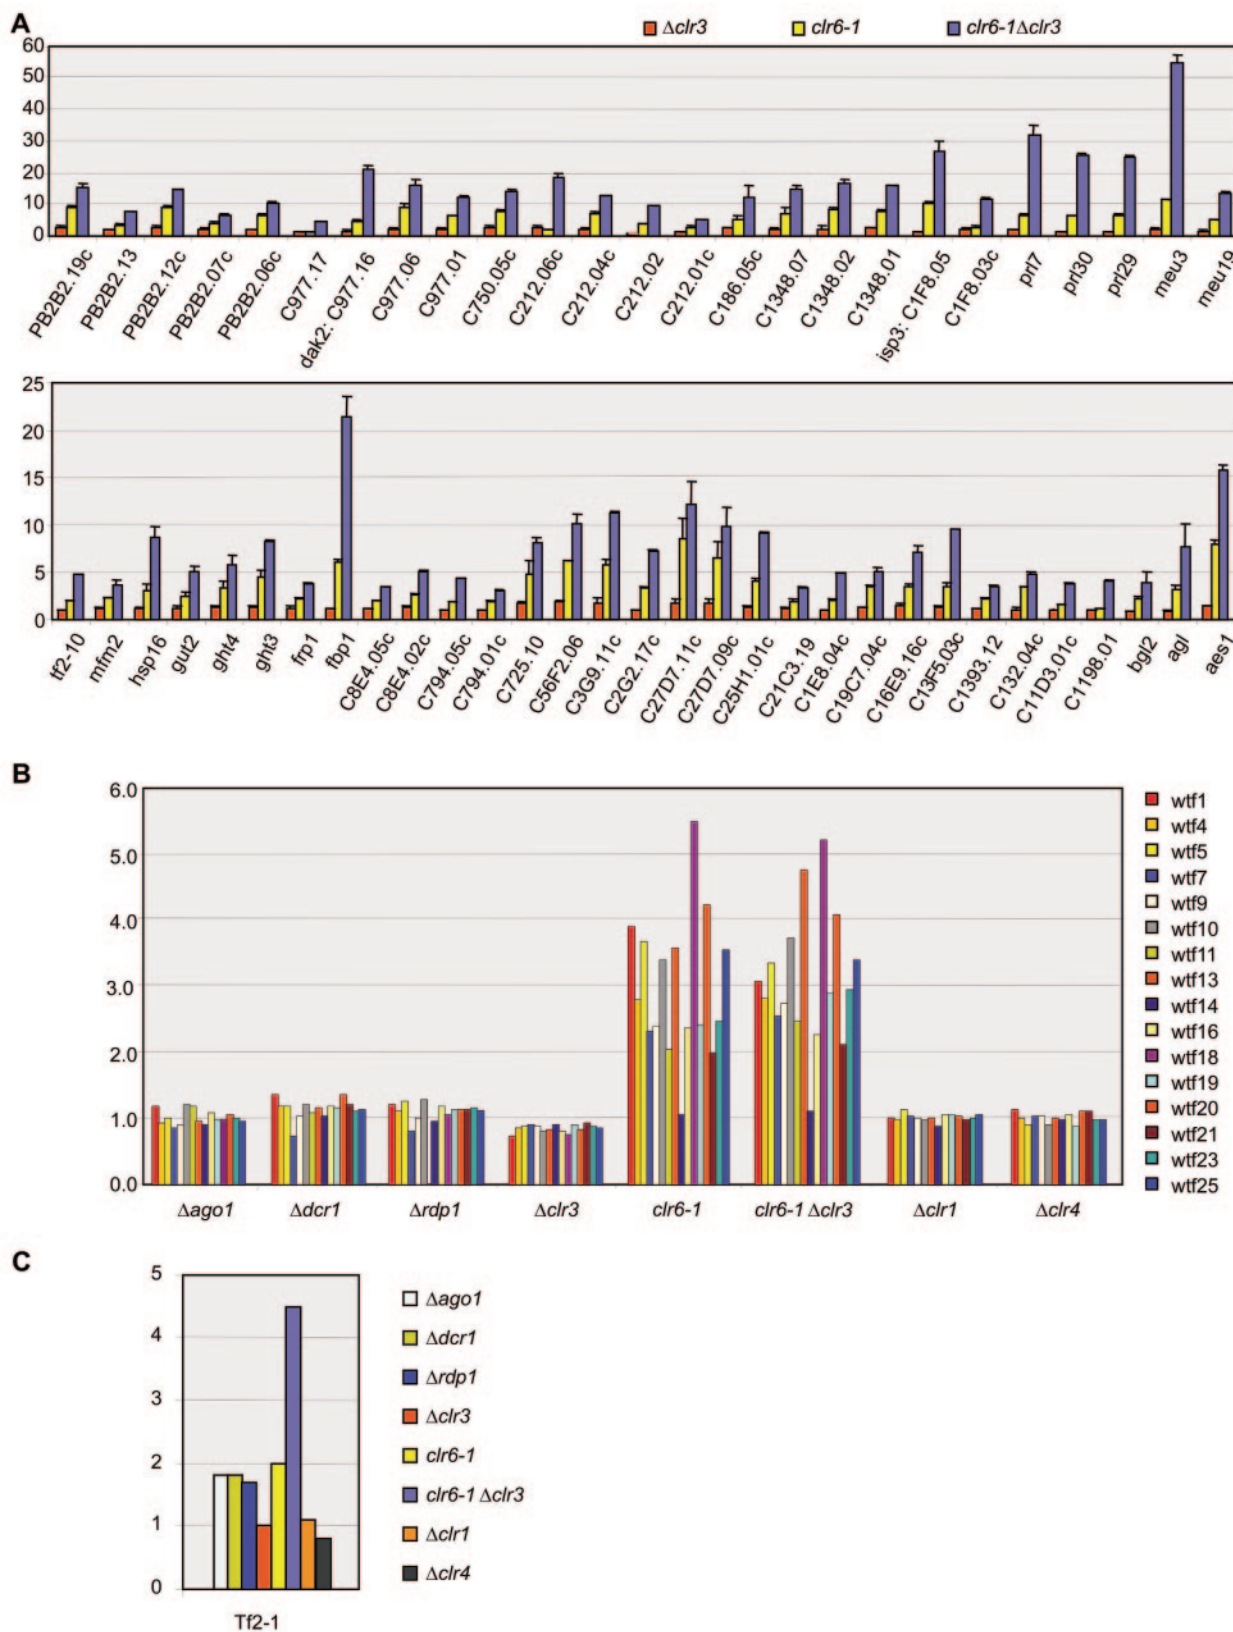 A
Δclr3 clr6-1 clr6-1Δclr3
60
50
40
30
20
10
0
PB2B2.19c PB2B2.13 PB2B2.12c PB2B2.07c PB2B2.06c C977.17 dak2: C977.16 C977.06 C977.01 C750.05c C212.06c C212.04c C212.02 C212.01c C186.05c C1348.07 C1348.02 C1348.01 isp3: C1F8.05 C1F8.03c prl7 prl30 prl29 meu3 meu19
25
20
15
10
5
0
tf2-10 mfm2 hsp16 gut2 ght4 ght3 frp1 fbp1 C8E4.05c C8E4.02c C794.05c C794.01c C725.10 C56F2.06 C3G9.11c C2G2.17c C27D7.11c C27D7.09c C25H1.01c C21C3.19 C1E8.04c C19C7.04c C16E9.16c C13F5.03c C1393.12 C132.04c C11D3.01c C1198.01 bgl2 agl aes1
B
6.0
5.0
4.0
3.0
2.0
1.0
0.0
Δago1 Δdcr1 Δrdp1 Δclr3 clr6-1 clr6-1 Δclr3 Δclr1 Δclr4
wtf1
wtf4
wtf5
wtf7
wtf9
wtf10
wtf11
wtf13
wtf14
wtf16
wtf18
wtf19
wtf20
wtf21
wtf23
wtf25
C
5
4
3
2
1
0
Tf2-1
Δago1
Δdcr1
Δrdp1
Δclr3
clr6-1
clr6-1 Δclr3
Δclr1
Δclr4